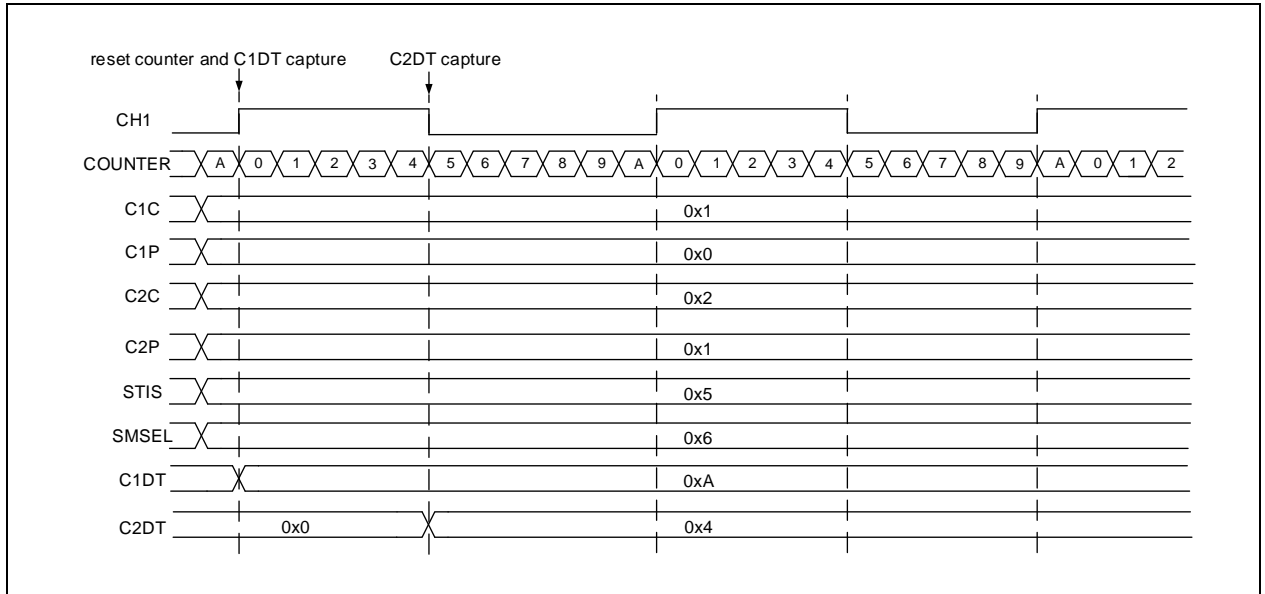 reset counter and C1DT capture C2DT capture
CH1
COUNTER A 0 1 2 3 4 5 6 7 8 9 A 0 1 2 3 4 5 6 7 8 9 A 0 1 2
C1C 0x1
C1P 0x0
C2C 0x2
C2P 0x1
STIS 0x5
SMSEL 0x6
C1DT 0xA
C2DT 0x0 0x4